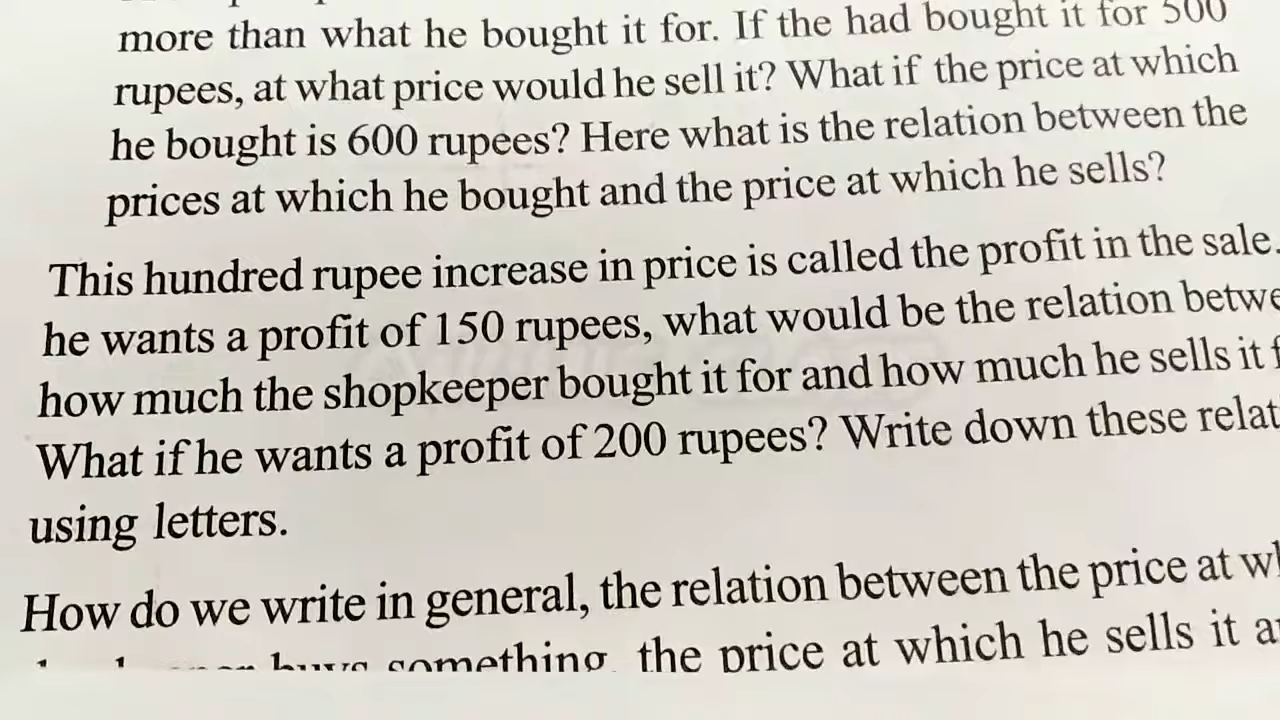 more than what he bought it for. If the had bought it for 500
rupees, at what price would he sell it? What if the price at which
he bought is 600 rupees? Here what is the relation between the
prices at which he bought and the price at which he sells?
This hundred rupee increase in price is called the profit in the sale.
he wants a profit of 150 rupees, what would be the relation
how much the shopkeeper bought it for and how much he sells it
What if he wants a profit of 200 rupees? Write down these
using letters.
How do we write in general, the relation between the price at
buys something, the price at which he sells it